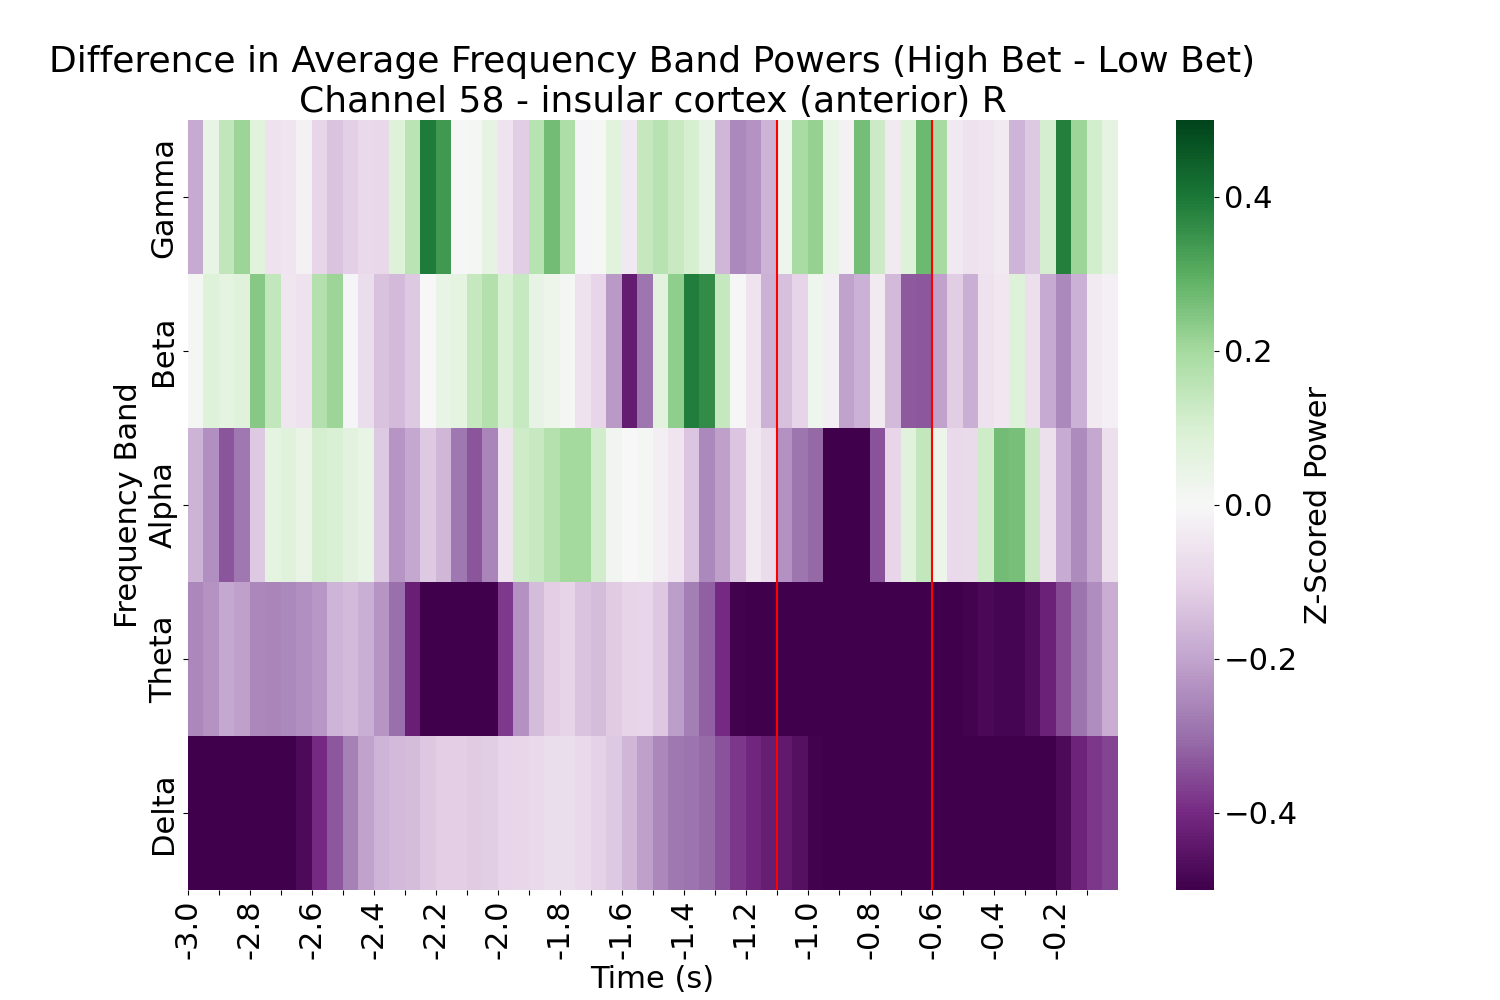 Difference in Average Frequency Band Powers (High Bet - Low Bet)
Channel 58 - insular cortex (anterior) R
Frequency Band
Gamma
Beta
Alpha
Theta
Delta
-3.0 -2.8 -2.6 -2.4 -2.2 -2.0 -1.8 -1.6 -1.4 -1.2 -1.0 -0.8 -0.6 -0.4 -0.2
Time (s)
0.4
0.2
0.0
−0.2
−0.4
Z-Scored Power